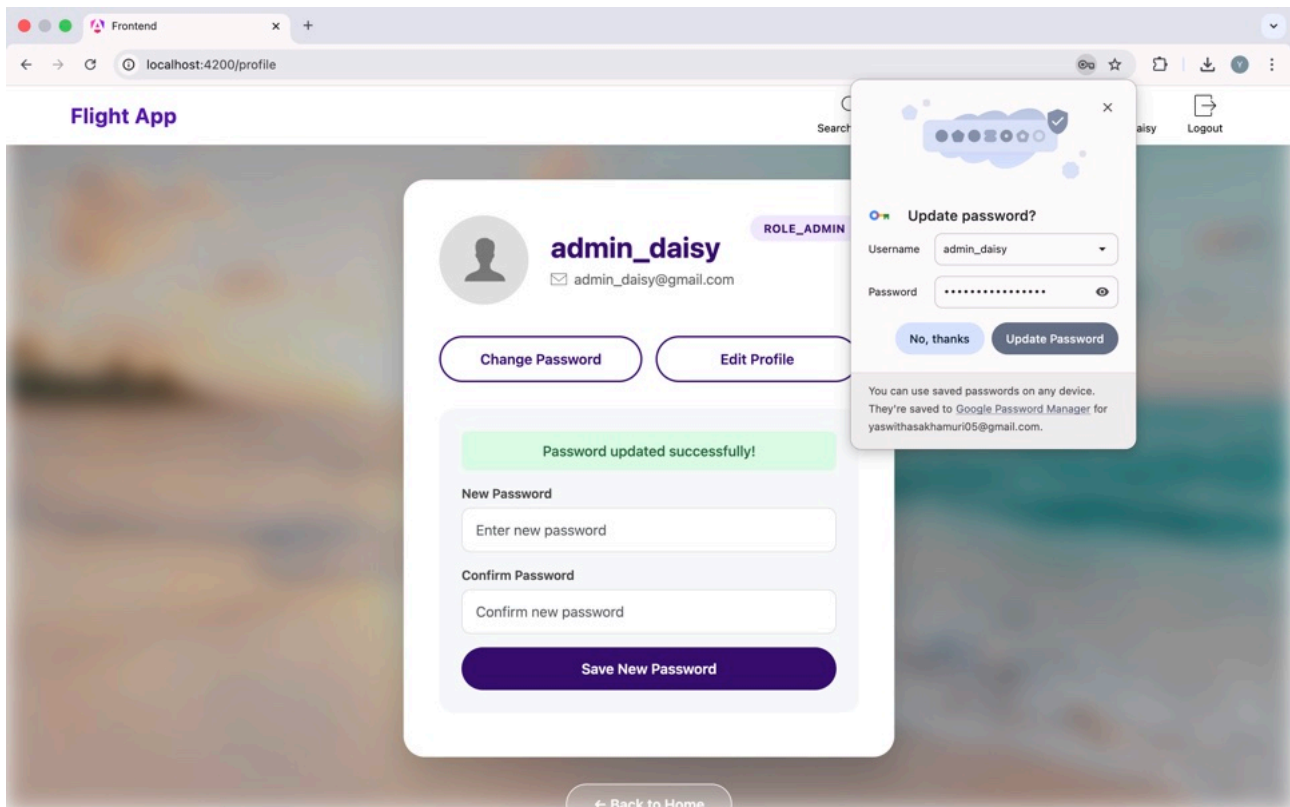 Frontend
localhost:4200/profile
Y
Flight App
Search
aisy
Logout
ROLE_ADMIN
admin_daisy
admin_daisy@gmail.com
Change Password
Edit Profile
Password updated successfully!
New Password
Enter new password
Confirm Password
Confirm new password
Save New Password
← Back to Home
Update password?
Username
admin_daisy
Password
••••••••••••••••
No, thanks
Update Password
You can use saved passwords on any device.
They're saved to Google Password Manager for
yaswithasakhamuri05@gmail.com.